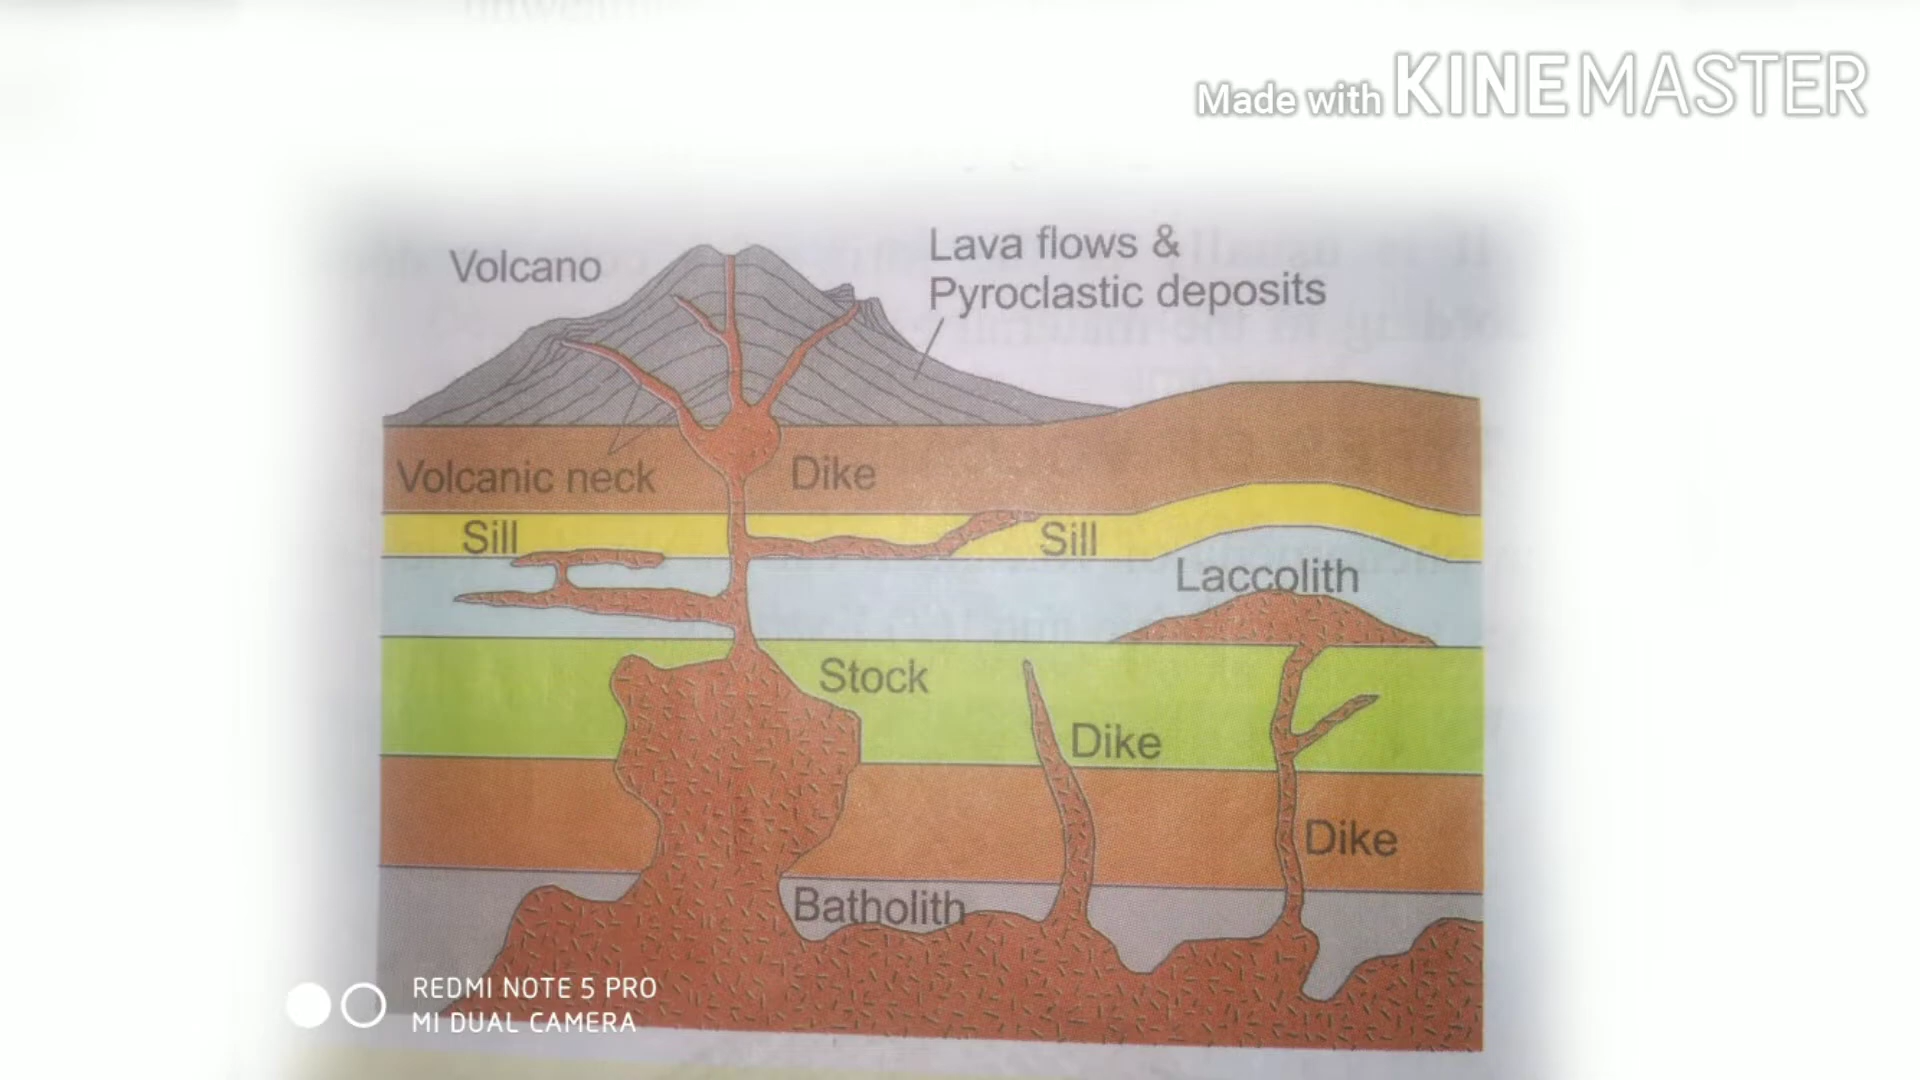 Made with KINEMASTER
Volcano
Lava flows &
Pyroclastic deposits
Volcanic neck
Dike
Sill
Sill
Laccolith
Stock
Dike
Dike
Batholith
REDMI NOTE 5 PRO
MI DUAL CAMERA